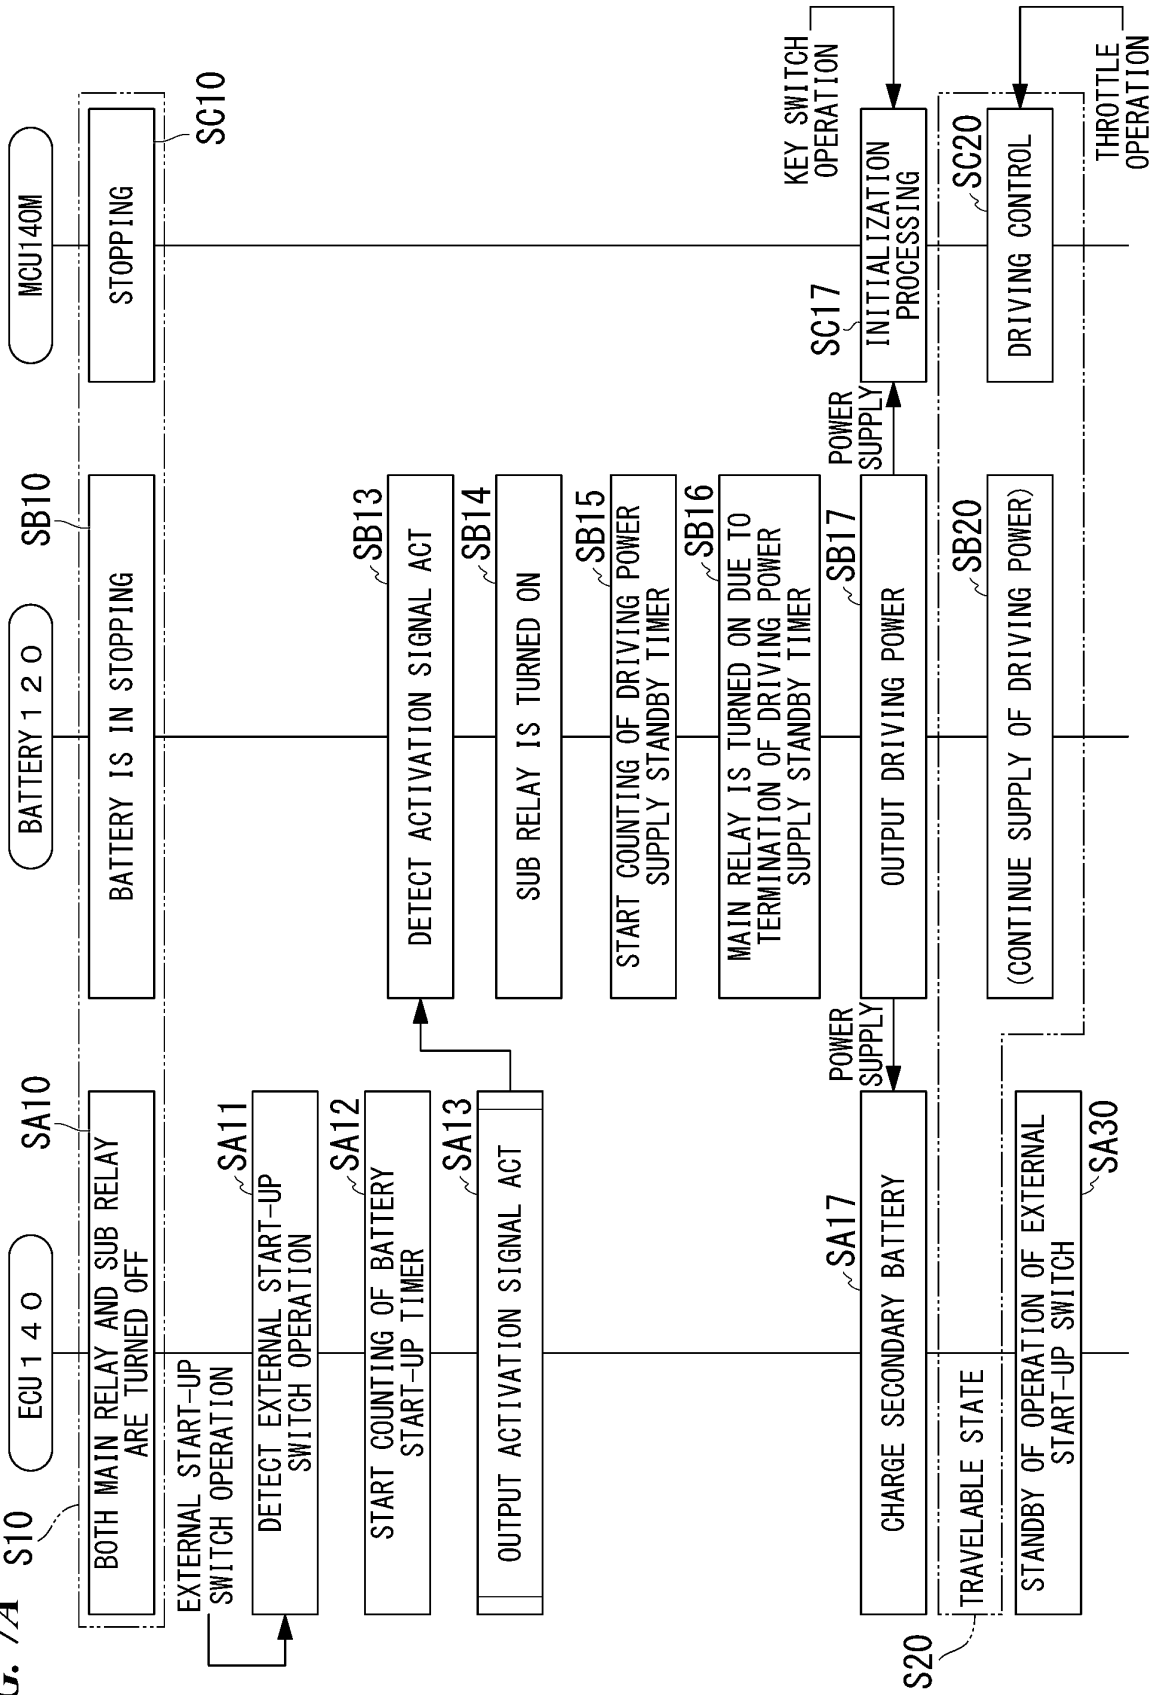 G. 7A
S10
ECU140
BATTERY120
MCU140M
SA10
SB10
SC10
BOTH MAIN RELAY AND SUB RELAY
ARE TURNED OFF
BATTERY IS IN STOPPING
STOPPING
EXTERNAL START-UP
SWITCH OPERATION
SA11
DETECT EXTERNAL START-UP
SWITCH OPERATION
SA12
START COUNTING OF BATTERY
START-UP TIMER
SA13
OUTPUT ACTIVATION SIGNAL ACT
SB13
DETECT ACTIVATION SIGNAL ACT
SB14
SUB RELAY IS TURNED ON
SB15
START COUNTING OF DRIVING POWER
SUPPLY STANDBY TIMER
SB16
MAIN RELAY IS TURNED ON DUE TO
TERMINATION OF DRIVING POWER
SUPPLY STANDBY TIMER
KEY SWITCH
OPERATION
SA17
CHARGE SECONDARY BATTERY
POWER
SUPPLY
SB17
OUTPUT DRIVING POWER
POWER
SUPPLY
SC17
INITIALIZATION
PROCESSING
S20
TRAVELABLE STATE
SB20
(CONTINUE SUPPLY OF DRIVING POWER)
SC20
DRIVING CONTROL
THROTTLE
OPERATION
STANDBY OF OPERATION OF EXTERNAL
START-UP SWITCH
SA30